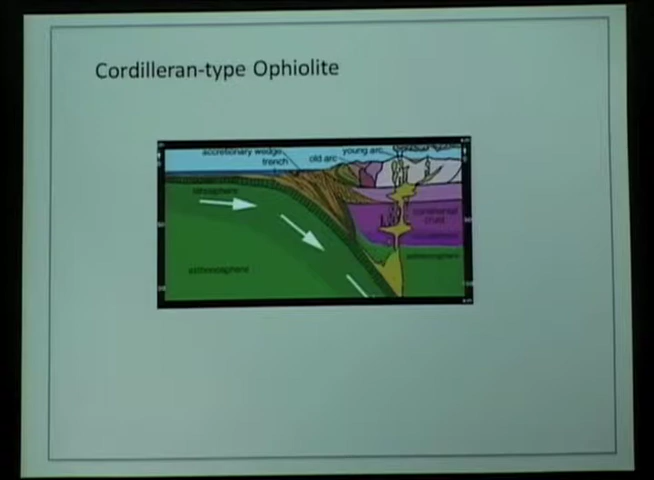 Cordilleran-type Ophiolite
accretionary wedge
young arc
trench
old arc
lithosphere
continental
crust
asthenosphere
asthenosphere